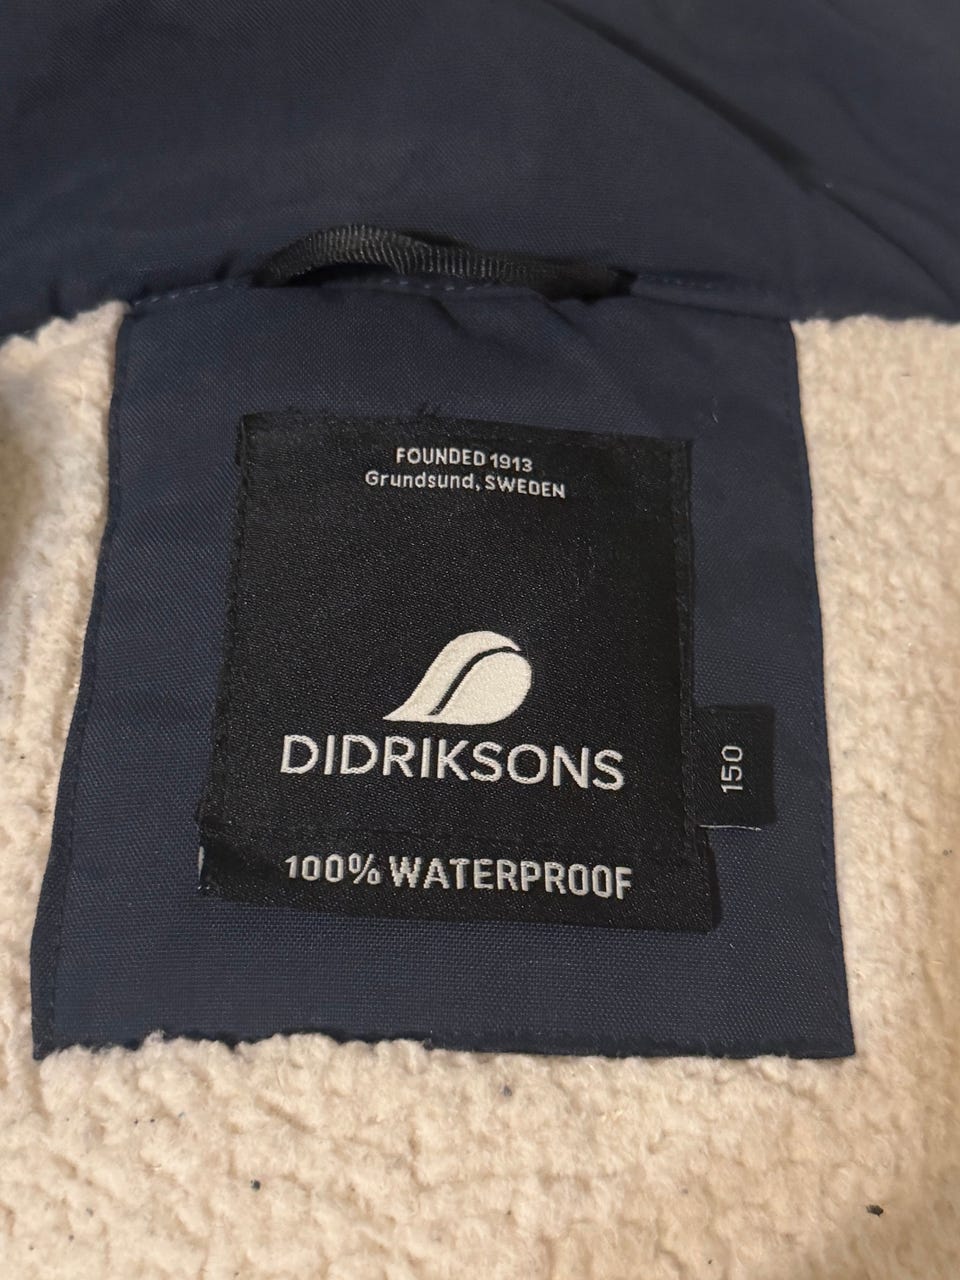 FOUNDED 1913
Grundsund, SWEDEN
DIDRIKSONS
150
100% WATERPROOF